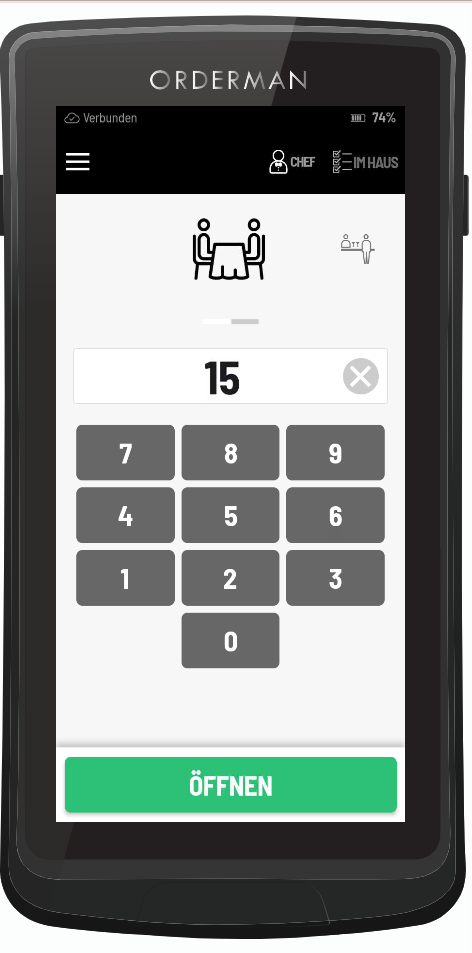 ORDERMAN
Verbunden 74%
CHEF IM HAUS
15
7 8 9
4 5 6
1 2 3
0
ÖFFNEN